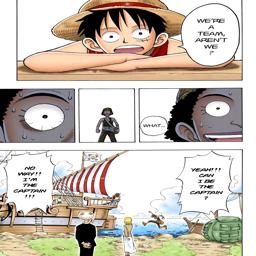 WE'RE
A
TEAM,
AREN'T
WE
?
WHAT...
YEAH!!!
CAN
I
BE THE
CAPTAIN
?
NO
WAY!!
I'M
THE
CAPTAIN
!!!